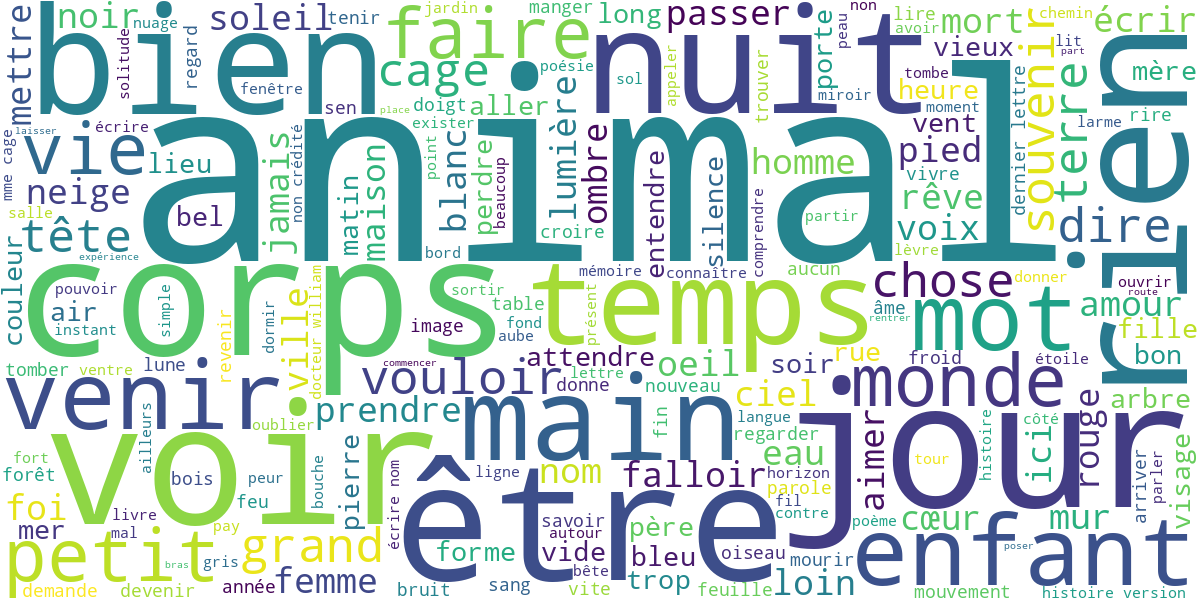 noir
nuage
soleil
tenir
jardin
manger
non
long
passer
lire
avoir
mort
chemin
écrir
bien
faire
nuit
mettre
solitude
regard
fenêtre
cage
poésie
sol
appeler
trouver
porte
peau
vieux
lit
part
mère
sen
place
doigt
aller
lumière
miroir
tombe
heure
moment
souvenir
terre
rien
laisser
écrire
exister
vent
larme
rire
mme cage
vie
lieu
animal
non crédité
jamais
matin
maison
blanc
point
perdre
beaucoup
ombre
entendre
silence
comprendre
homme
pied
vivre
dernier lettre
neige
salle
bel
croire
partir
rêve
voix
dire
tête
expérience
bord
lèvre
couleur
corps
mémoire
connaître
aucun
chose
donner
ouvrir
route
pouvoir
air
instant
simple
dormir
revenir
ville
docteur william
image
sortir
table
temps
présent
fond
aube
âme
rentrer
mot
amour
fille
bon
tomber
ventre
lune
commencer
attendre
oeil
soir
rue
froid
étoile
venir
vouloir
lettre
donne
nouveau
ciel
monde
arbre
oublier
prendre
main
fin
langue
regarder
jour
aimer
histoire
côté
ici
rouge
voir
fort
forêt
ailleurs
bois
peur
feu
bouche
pierre
écrire nom
ligne
être
nom
falloir
eau
horizon
parole
fil
contre
tour
arriver
parler
visage
foi
mer
livre
mal
pay
savoir
autour
père
poème
cœur
mur
petit
bras
gris
grand
forme
vide
bête
bleu
oiseau
mourir
enfant
poser
demande
devenir
année
femme
bruit
sang
vite
trop
feuille
loin
mouvement
histoire version